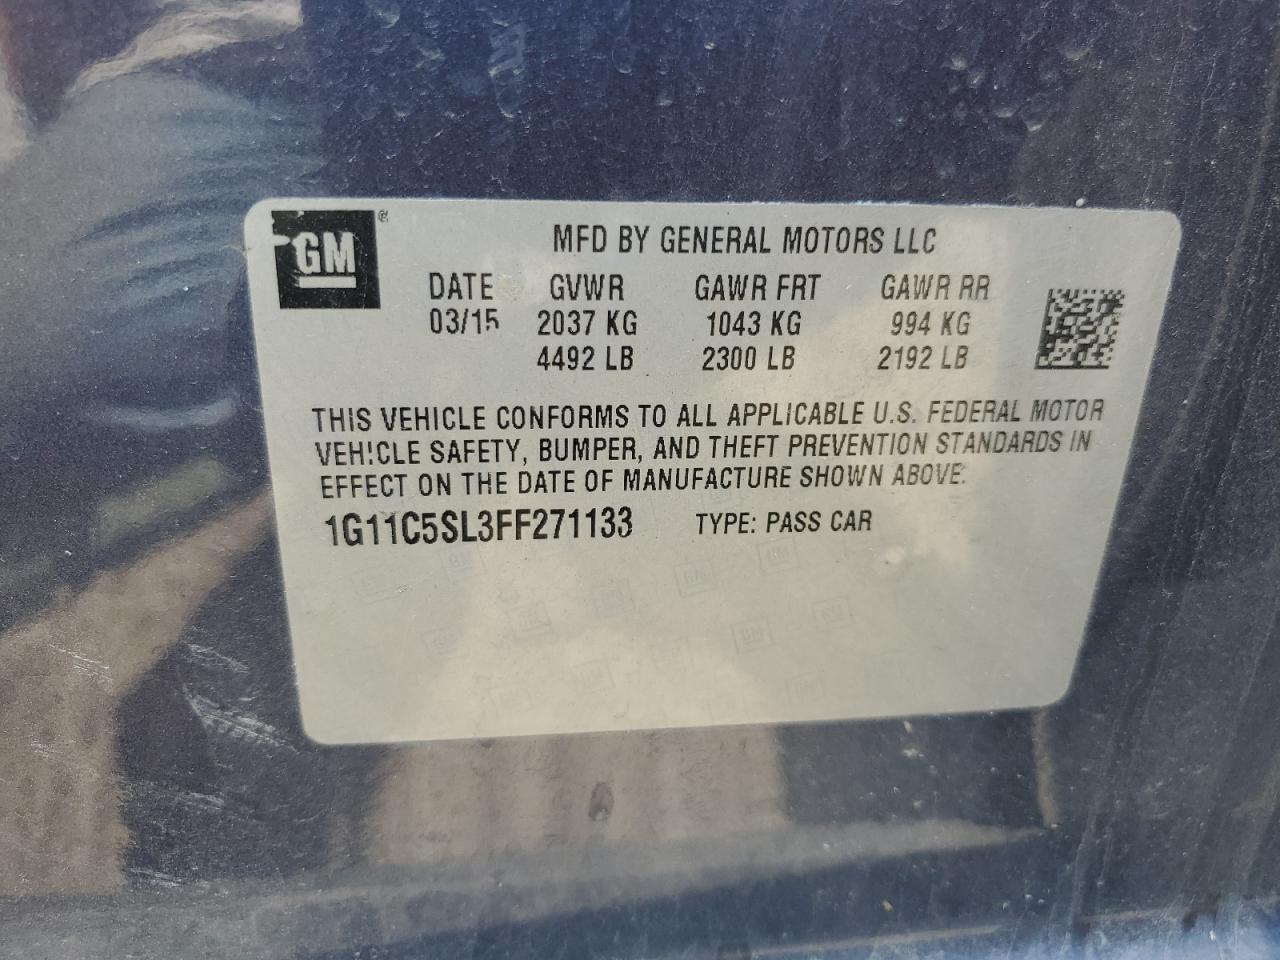 GM®
MFD BY GENERAL MOTORS LLC
DATE GVWR GAWR FRT GAWR RR
03/15 2037 KG 1043 KG 994 KG
4492 LB 2300 LB 2192 LB
THIS VEHICLE CONFORMS TO ALL APPLICABLE U.S. FEDERAL MOTOR
VEHICLE SAFETY, BUMPER, AND THEFT PREVENTION STANDARDS IN
EFFECT ON THE DATE OF MANUFACTURE SHOWN ABOVE.
1G11C5SL3FF271133 TYPE: PASS CAR